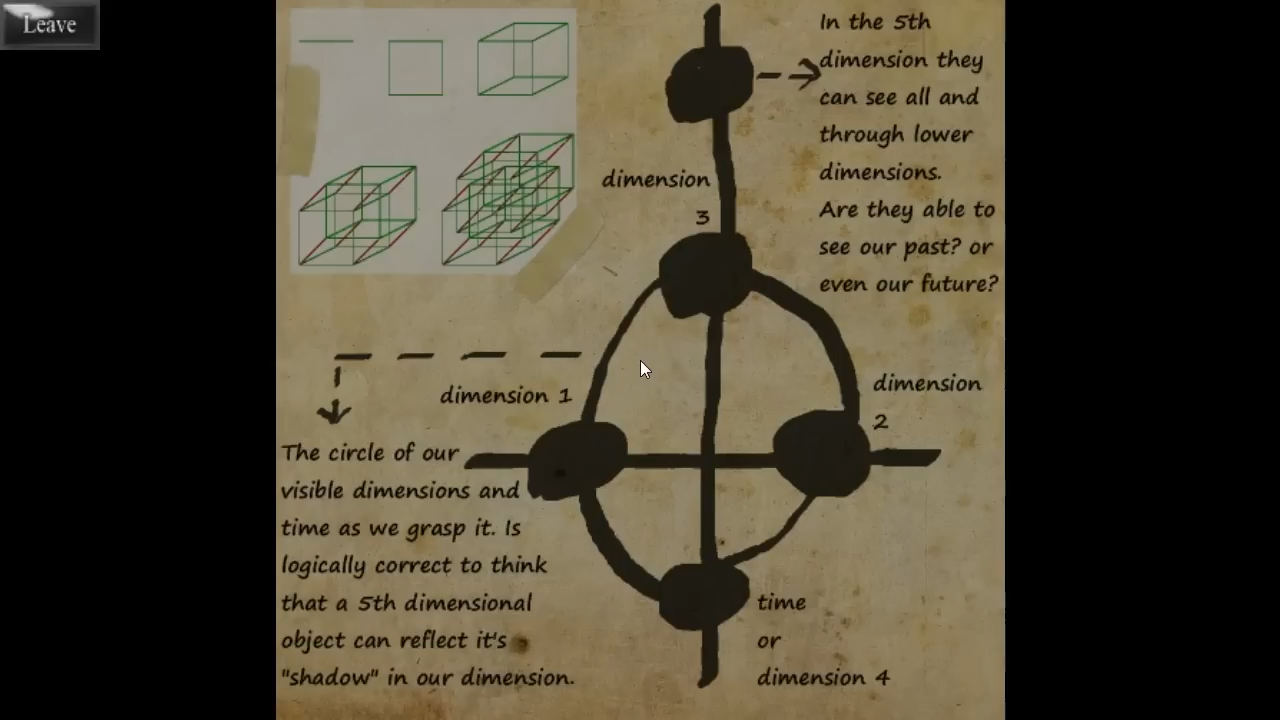 Leave
In the 5th
dimension they
can see all and
through lower
dimensions.
Are they able to
see our past? or
even our future?
dimension
3
dimension 1
dimension
2
The circle of our
visible dimensions and
time as we grasp it. Is
logically correct to think
that a 5th dimensional
object can reflect it's
"shadow" in our dimension.
time
or
dimension 4